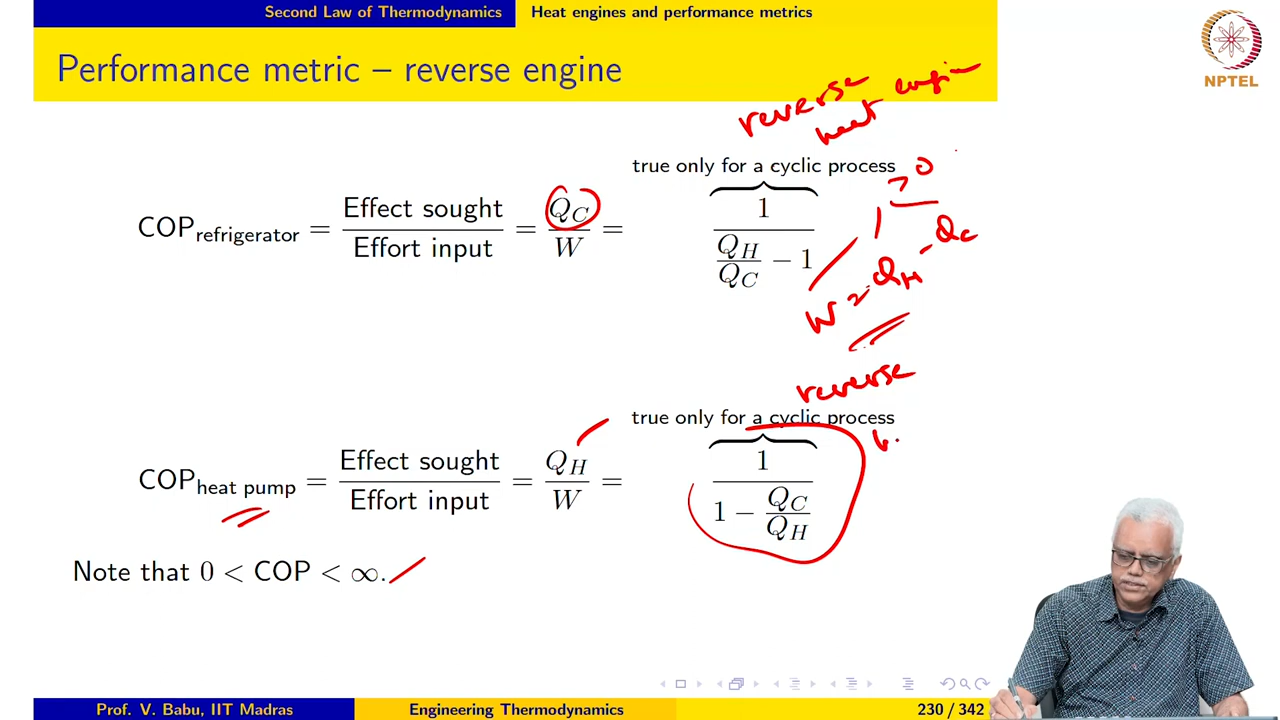 Second Law of Thermodynamics Heat engines and performance metrics
Performance metric – reverse engine
NPTEL
reverse heat engine
true only for a cyclic process
COP_refrigerator = Effect sought / Effort input = Q_C / W = 1 / (Q_H / Q_C − 1)
> 0
W = Q_H - Q_C
reverse
true only for a cyclic process
COP_heat pump = Effect sought / Effort input = Q_H / W = 1 / (1 − Q_C / Q_H)
Note that 0 < COP < ∞.
Prof. V. Babu, IIT Madras Engineering Thermodynamics 230 / 342